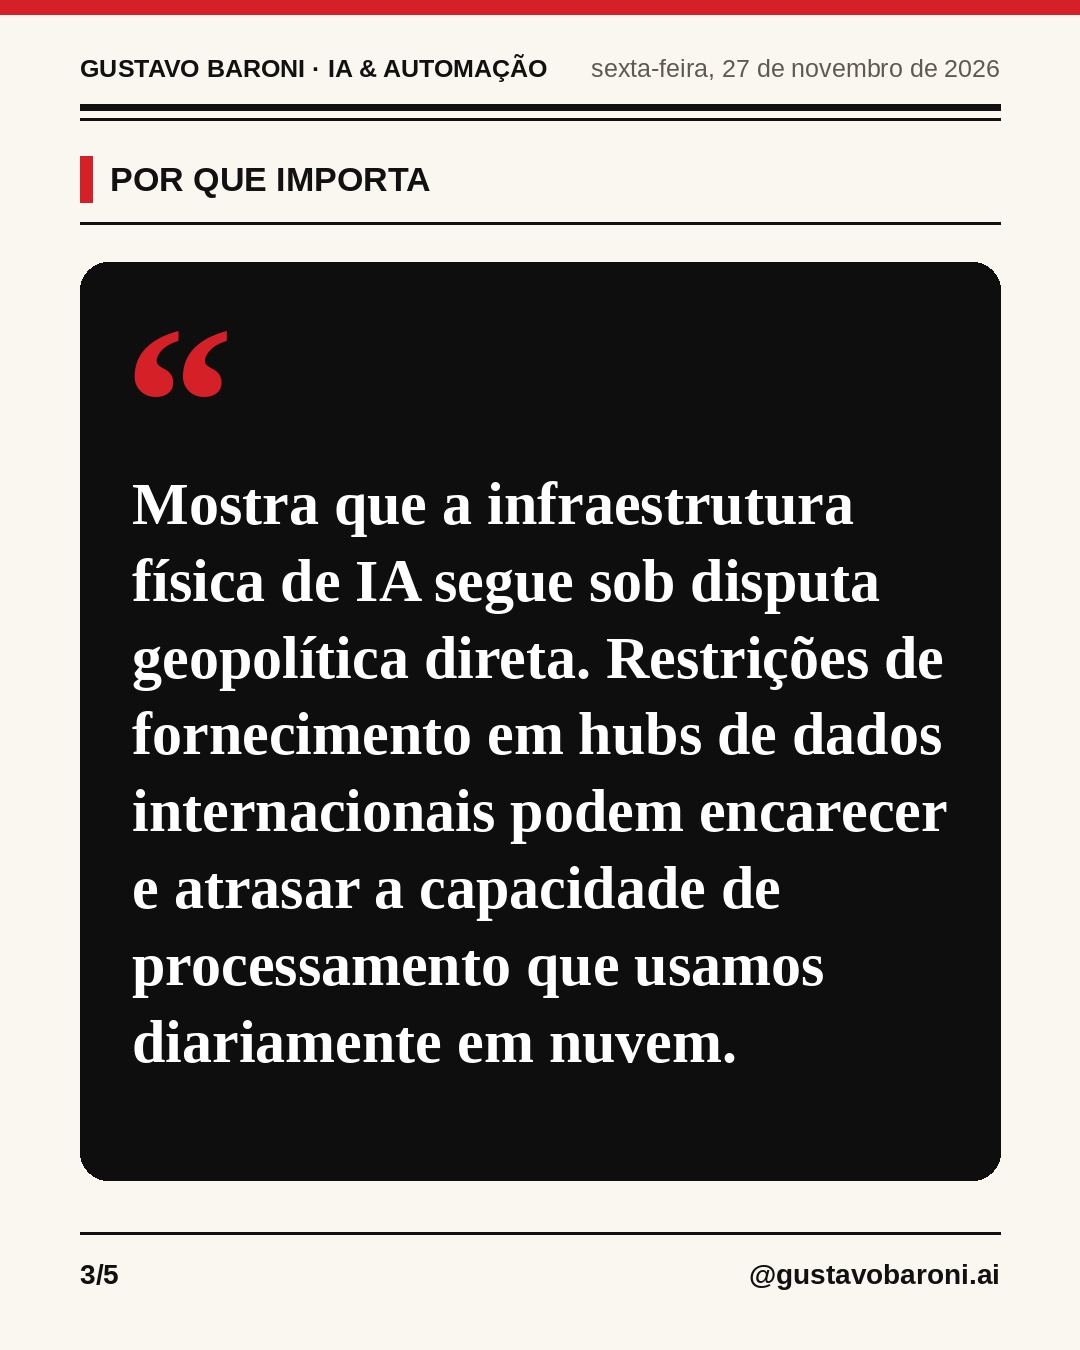 GUSTAVO BARONI · IA & AUTOMAÇÃO
sexta-feira, 27 de novembro de 2026
POR QUE IMPORTA
“
Mostra que a infraestrutura
física de IA segue sob disputa
geopolítica direta. Restrições de
fornecimento em hubs de dados
internacionais podem encarecer
e atrasar a capacidade de
processamento que usamos
diariamente em nuvem.
3/5
@gustavobaroni.ai